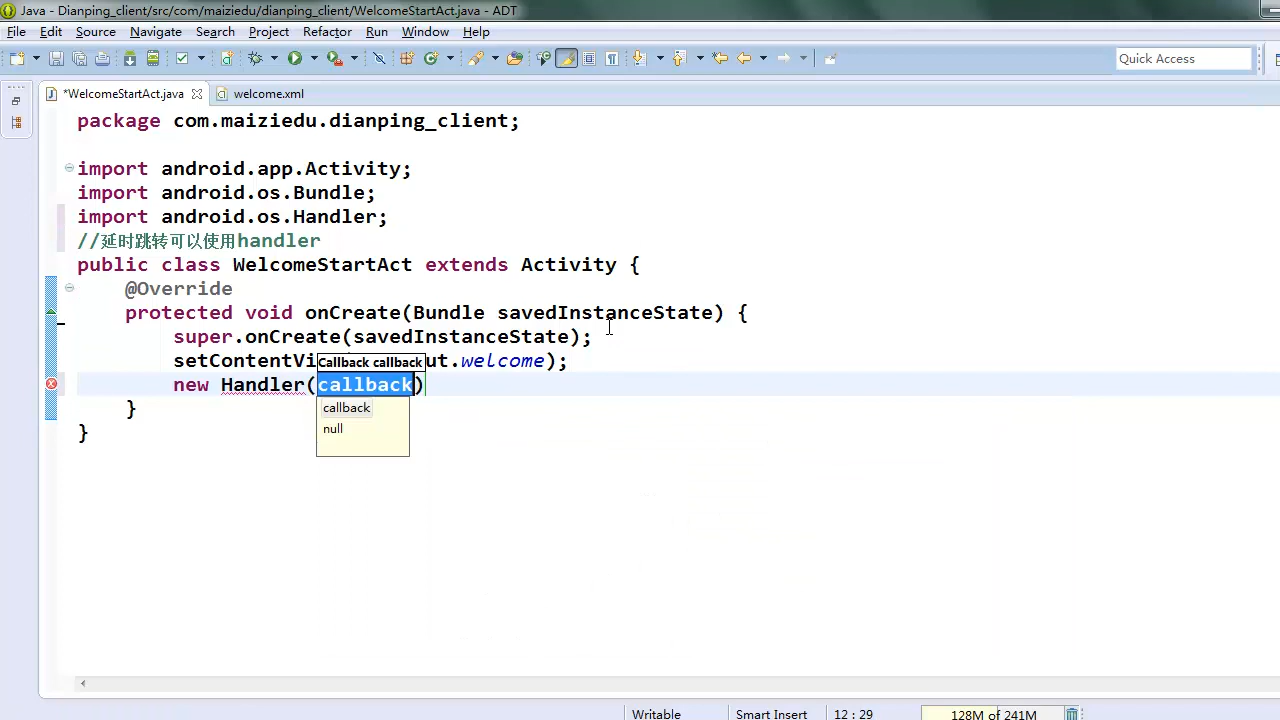 Java - Dianping_client/src/com/maiziedu/dianping_client/WelcomeStartAct.java - ADT
File Edit Source Navigate Search Project Refactor Run Window Help
Quick Access
*WelcomeStartAct.java welcome.xml
package com.maiziedu.dianping_client;
import android.app.Activity;
import android.os.Bundle;
import android.os.Handler;
//延时跳转可以使用handler
public class WelcomeStartAct extends Activity {
@Override
protected void onCreate(Bundle savedInstanceState) {
super.onCreate(savedInstanceState);
Callback callback
setContentVi ut.welcome);
new Handler(callback)
callback
}
null
}
Writable Smart Insert 12 : 29 128M of 241M